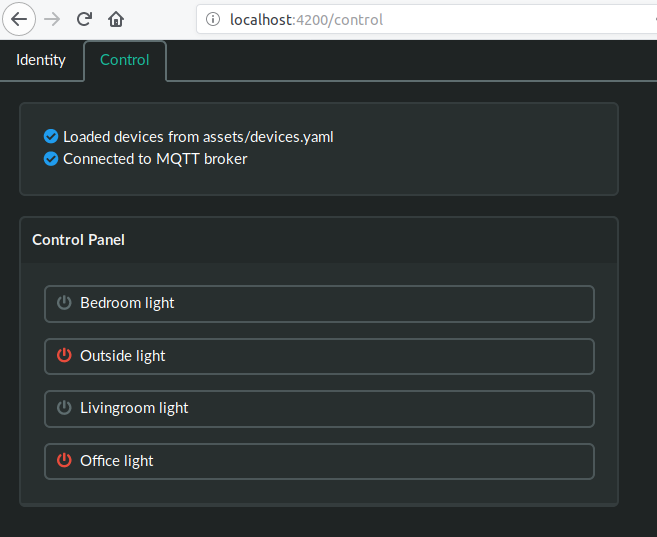 localhost:4200/control
Identity
Control
Loaded devices from assets/devices.yaml
Connected to MQTT broker
Control Panel
Bedroom light
Outside light
Livingroom light
Office light